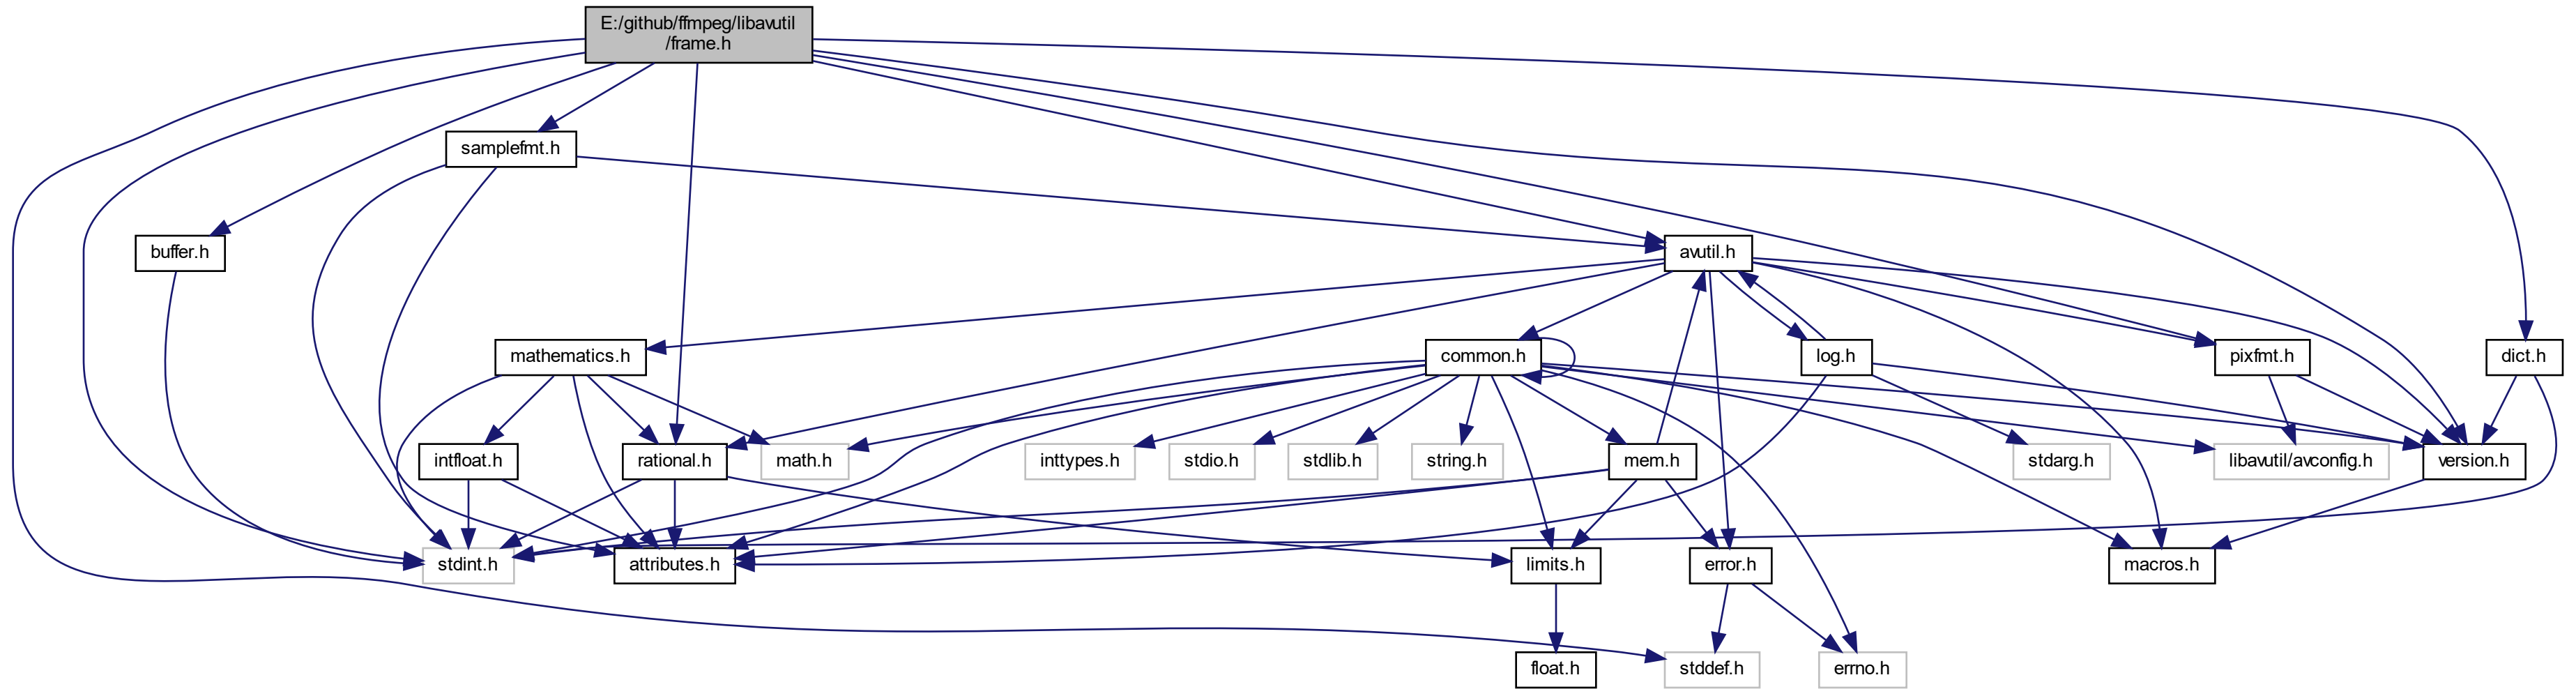 E:/github/ffmpeg/libavutil
/frame.h
samplefmt.h
buffer.h
avutil.h
mathematics.h
common.h
log.h
pixfmt.h
dict.h
intfloat.h
rational.h
math.h
inttypes.h
stdio.h
stdlib.h
string.h
mem.h
stdarg.h
libavutil/avconfig.h
version.h
stdint.h
attributes.h
limits.h
error.h
macros.h
float.h
stddef.h
errno.h